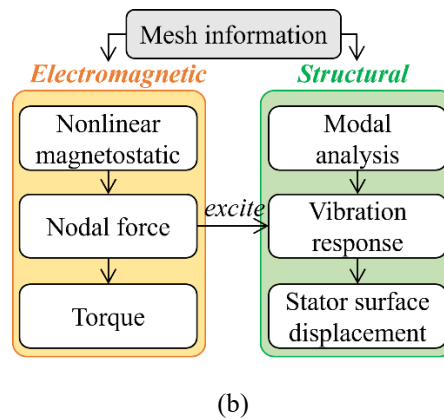 Mesh information
Electromagnetic
Structural
Nonlinear
magnetostatic
Nodal force
Torque
excite
Modal
analysis
Vibration
response
Stator surface
displacement
(b)